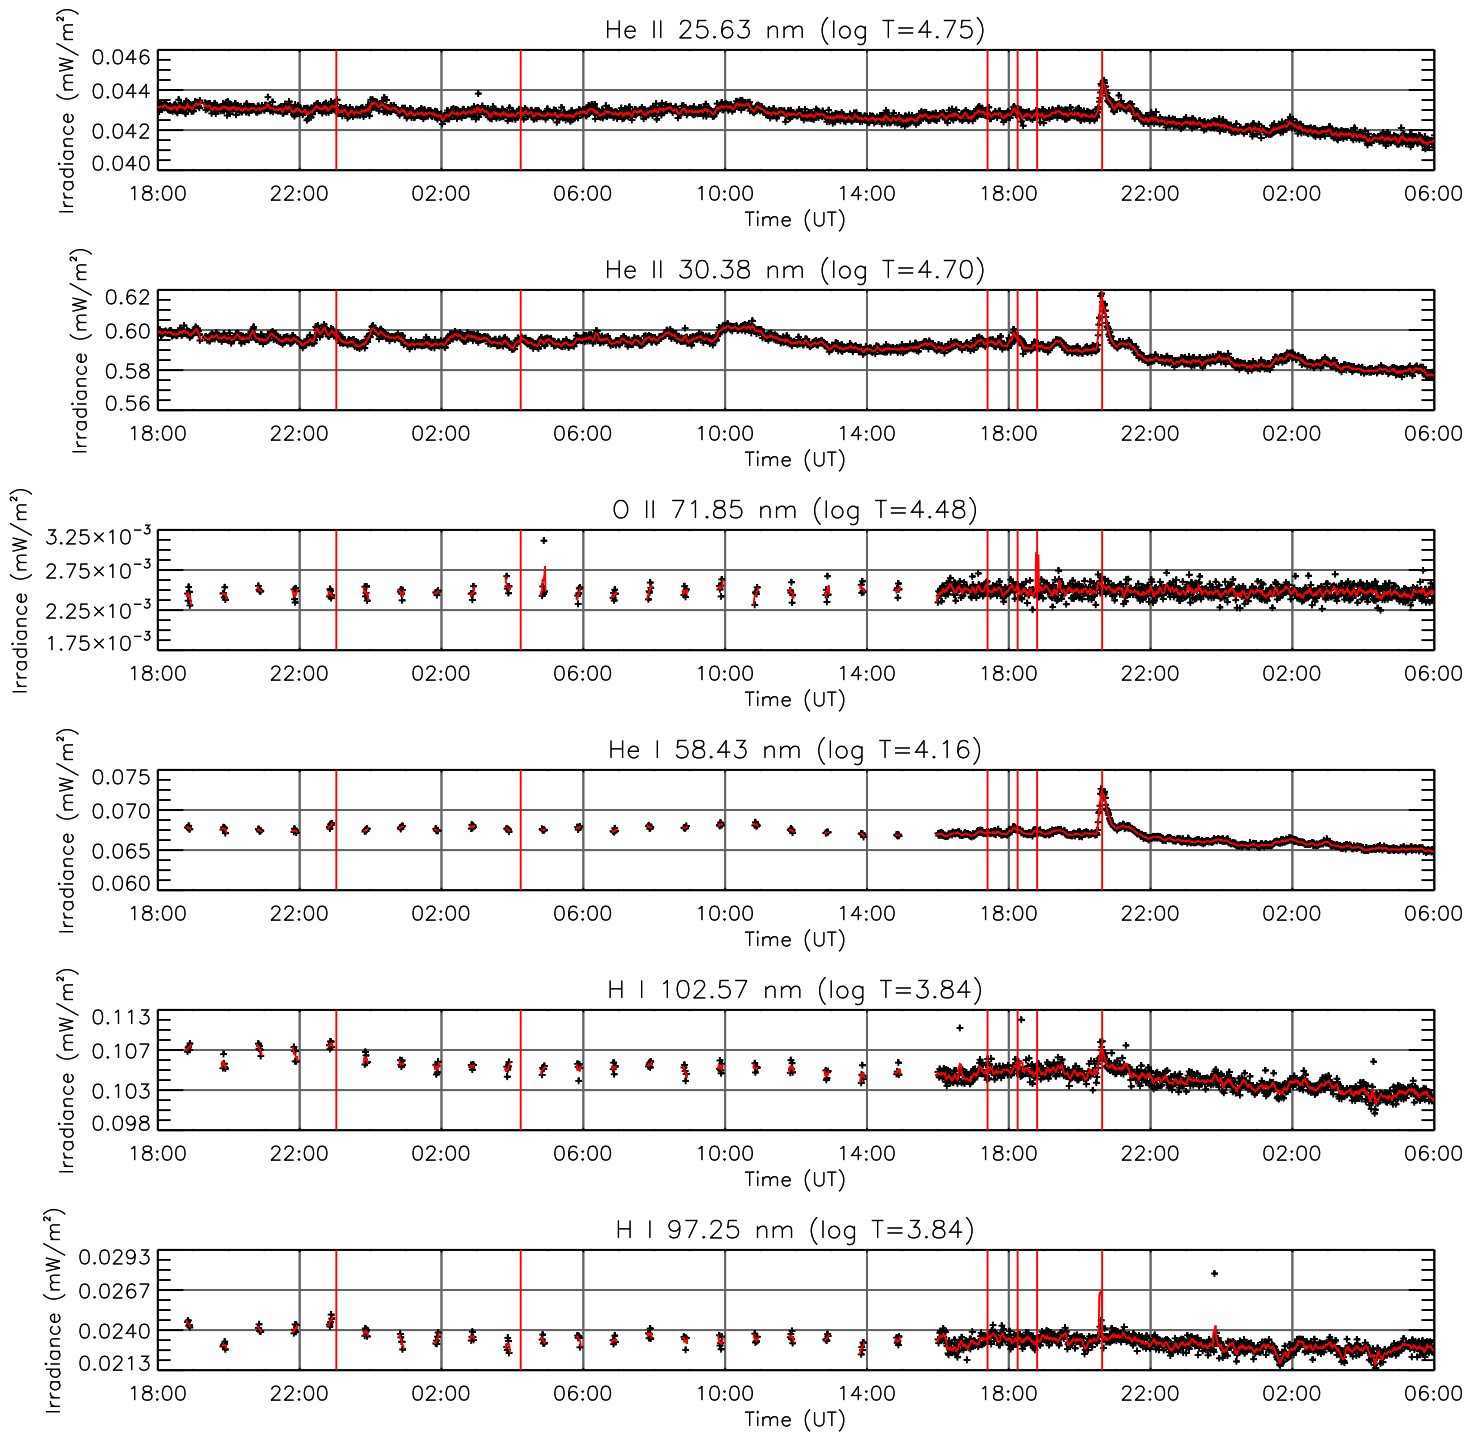 He II 25.63 nm (log T=4.75)
Irradiance (mW/m²)
0.046
0.044
0.042
0.040
18:00 22:00 02:00 06:00 10:00 14:00 18:00 22:00 02:00 06:00
Time (UT)
He II 30.38 nm (log T=4.70)
Irradiance (mW/m²)
0.62
0.60
0.58
0.56
18:00 22:00 02:00 06:00 10:00 14:00 18:00 22:00 02:00 06:00
Time (UT)
O II 71.85 nm (log T=4.48)
Irradiance (mW/m²)
3.25×10⁻³
2.75×10⁻³
2.25×10⁻³
1.75×10⁻³
18:00 22:00 02:00 06:00 10:00 14:00 18:00 22:00 02:00 06:00
Time (UT)
He I 58.43 nm (log T=4.16)
Irradiance (mW/m²)
0.075
0.070
0.065
0.060
18:00 22:00 02:00 06:00 10:00 14:00 18:00 22:00 02:00 06:00
Time (UT)
H I 102.57 nm (log T=3.84)
Irradiance (mW/m²)
0.113
0.107
0.103
0.098
18:00 22:00 02:00 06:00 10:00 14:00 18:00 22:00 02:00 06:00
Time (UT)
H I 97.25 nm (log T=3.84)
Irradiance (mW/m²)
0.0293
0.0267
0.0240
0.0213
18:00 22:00 02:00 06:00 10:00 14:00 18:00 22:00 02:00 06:00
Time (UT)